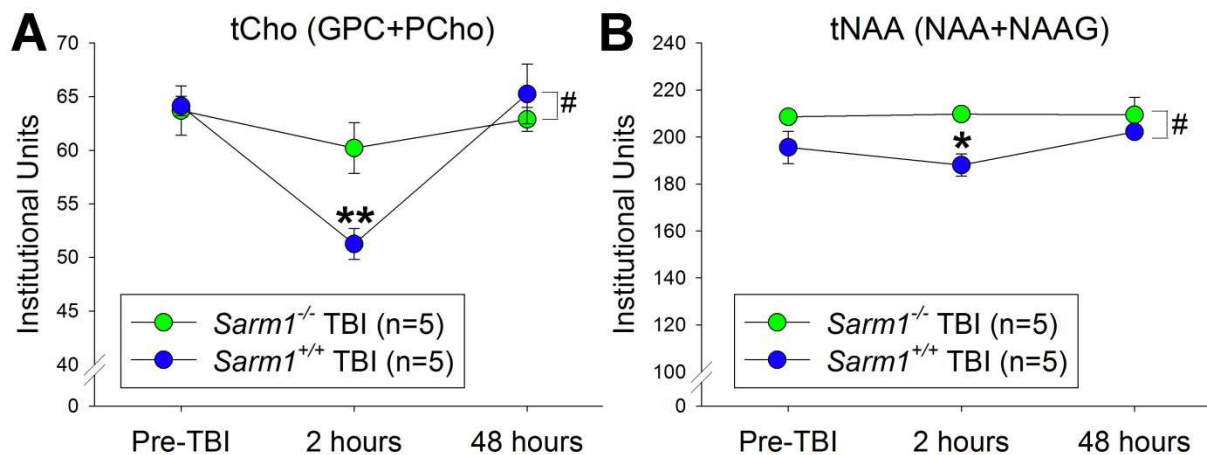 A
tCho (GPC+PCho)
Institutional Units
70
65
60
55
50
45
40
0
**
#
Sarm1-/- TBI (n=5)
Sarm1+/+ TBI (n=5)
Pre-TBI
2 hours
48 hours
B
tNAA (NAA+NAAG)
Institutional Units
240
220
200
180
160
140
120
100
0
*
#
Sarm1-/- TBI (n=5)
Sarm1+/+ TBI (n=5)
Pre-TBI
2 hours
48 hours